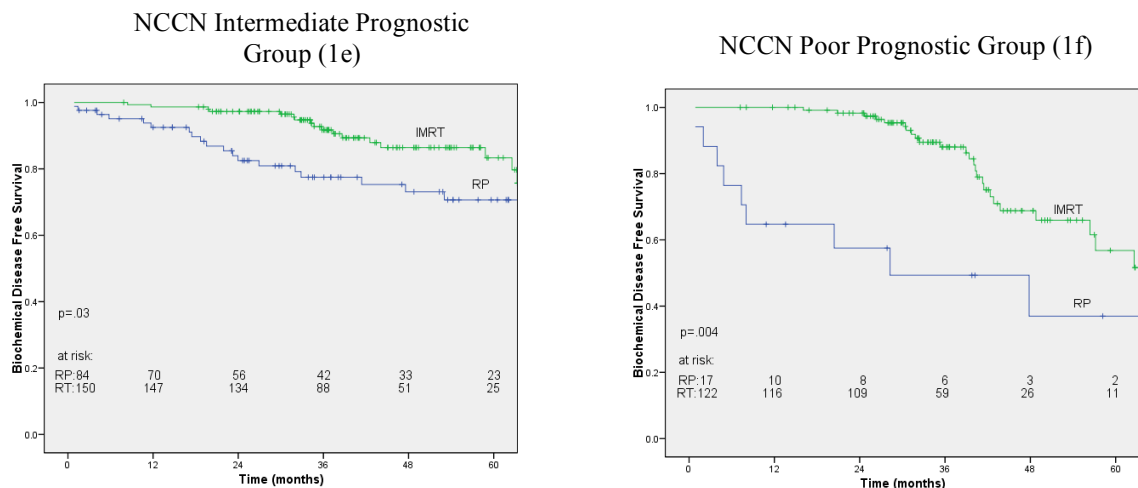 NCCN Intermediate Prognostic
Group (1e)
1.0
0.8
0.6
0.4
0.2
0.0
Biochemical Disease Free Survival
IMRT
RP
p=.03
at risk:
RP:84 70 56 42 33 23
RT:150 147 134 88 51 25
0 12 24 36 48 60
Time (months)
NCCN Poor Prognostic Group (1f)
1.0
0.8
0.6
0.4
0.2
0.0
Biochemical Disease Free Survival
IMRT
RP
p=.004
at risk:
RP:17 10 8 6 3 2
RT:122 116 109 59 26 11
0 12 24 36 48 60
Time (months)